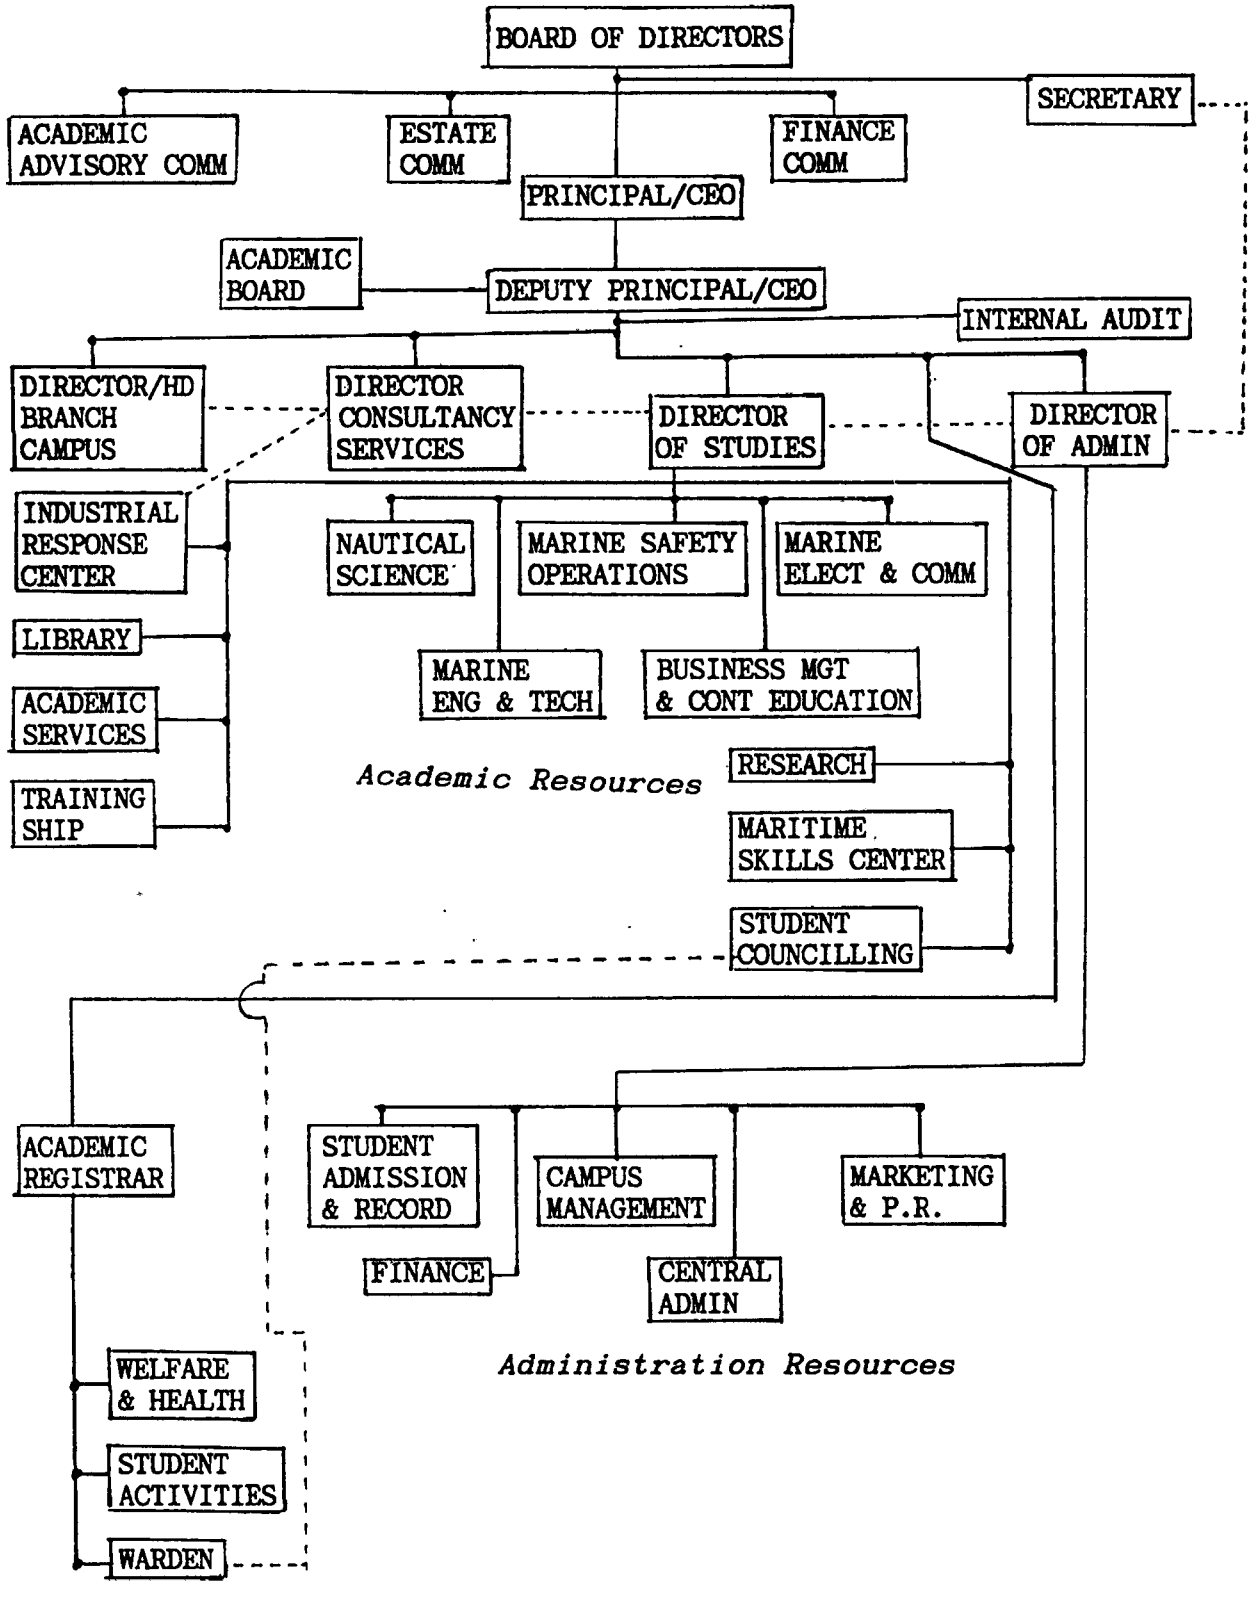 BOARD OF DIRECTORS
SECRETARY
ACADEMIC
ADVISORY COMM
ESTATE
COMM
FINANCE
COMM
PRINCIPAL/CEO
ACADEMIC
BOARD
DEPUTY PRINCIPAL/CEO
INTERNAL AUDIT
DIRECTOR/HD
BRANCH
CAMPUS
DIRECTOR
CONSULTANCY
SERVICES
DIRECTOR
OF STUDIES
DIRECTOR
OF ADMIN
INDUSTRIAL
RESPONSE
CENTER
NAUTICAL
SCIENCE
MARINE SAFETY
OPERATIONS
MARINE
ELECT & COMM
LIBRARY
MARINE
ENG & TECH
BUSINESS MGT
& CONT EDUCATION
ACADEMIC
SERVICES
Academic Resources
RESEARCH
TRAINING
SHIP
MARITIME
SKILLS CENTER
STUDENT
COUNCILLING
ACADEMIC
REGISTRAR
STUDENT
ADMISSION
& RECORD
CAMPUS
MANAGEMENT
MARKETING
& P.R.
FINANCE
CENTRAL
ADMIN
Administration Resources
WELFARE
& HEALTH
STUDENT
ACTIVITIES
WARDEN